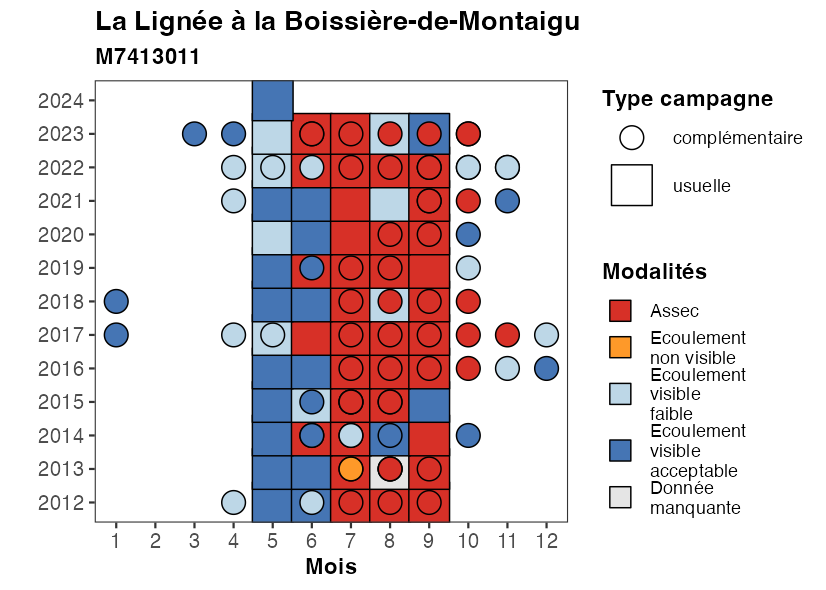 La Lignée à la Boissière-de-Montaigu
M7413011
2024
2023
2022
2021
2020
2019
2018
2017
2016
2015
2014
2013
2012
1 2 3 4 5 6 7 8 9 10 11 12
Mois
Type campagne
complémentaire
usuelle
Modalités
Assec
Ecoulement
non visible
Ecoulement
visible
faible
Ecoulement
visible
acceptable
Donnée
manquante